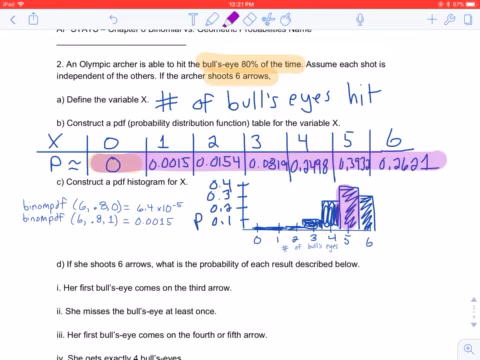 iPad
12:21 PM
AP STATS – Chapter 6 Binomial vs. Geometric Probabilities Name
2. An Olympic archer is able to hit the bull's-eye 80% of the time. Assume each shot is
independent of the others. If the archer shoots 6 arrows,
a) Define the variable X. # of bull's eyes hit
b) Construct a pdf (probability distribution function) table for the variable X.
X 0 1 2 3 4 5 6
P ≈ 0 0.0015 0.0154 0.0819 0.2498 0.3932 0.2621
c) Construct a pdf histogram for X.
binompdf (6, .8, 0) = 6.4 × 10⁻⁵
binompdf (6, .8, 1) = 0.0015
0.4
0.3
0.2
P 0.1
0 1 2 3 4 5 6
# of bull's eyes
d) If she shoots 6 arrows, what is the probability of each result described below.
i. Her first bull's-eye comes on the third arrow.
ii. She misses the bull's-eye at least once.
iii. Her first bull's-eye comes on the fourth or fifth arrow.
iv. She gets exactly 4 bull's-eyes.